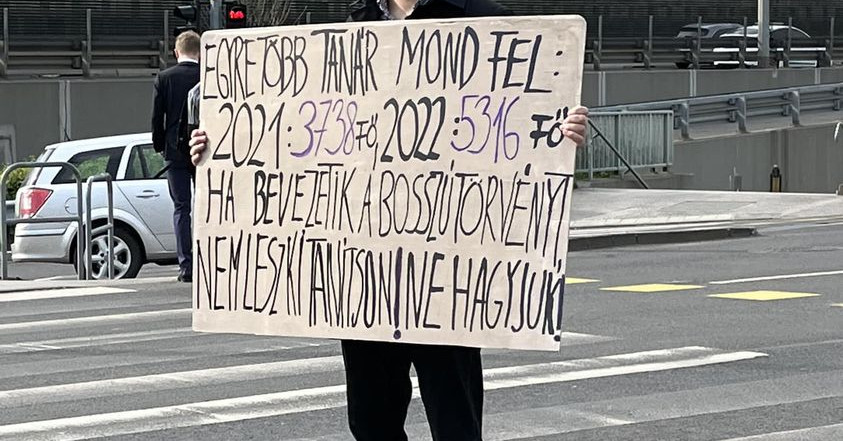 EGYRE TÖBB TANÁR MOND FEL:
2021: 3738 FŐ, 2022: 5316 FŐ
HA BEVEZETIK A BOSSZÚTÖRVÉNYT,
NEM LESZ KI TANÍTSON! NE HAGYJUK!